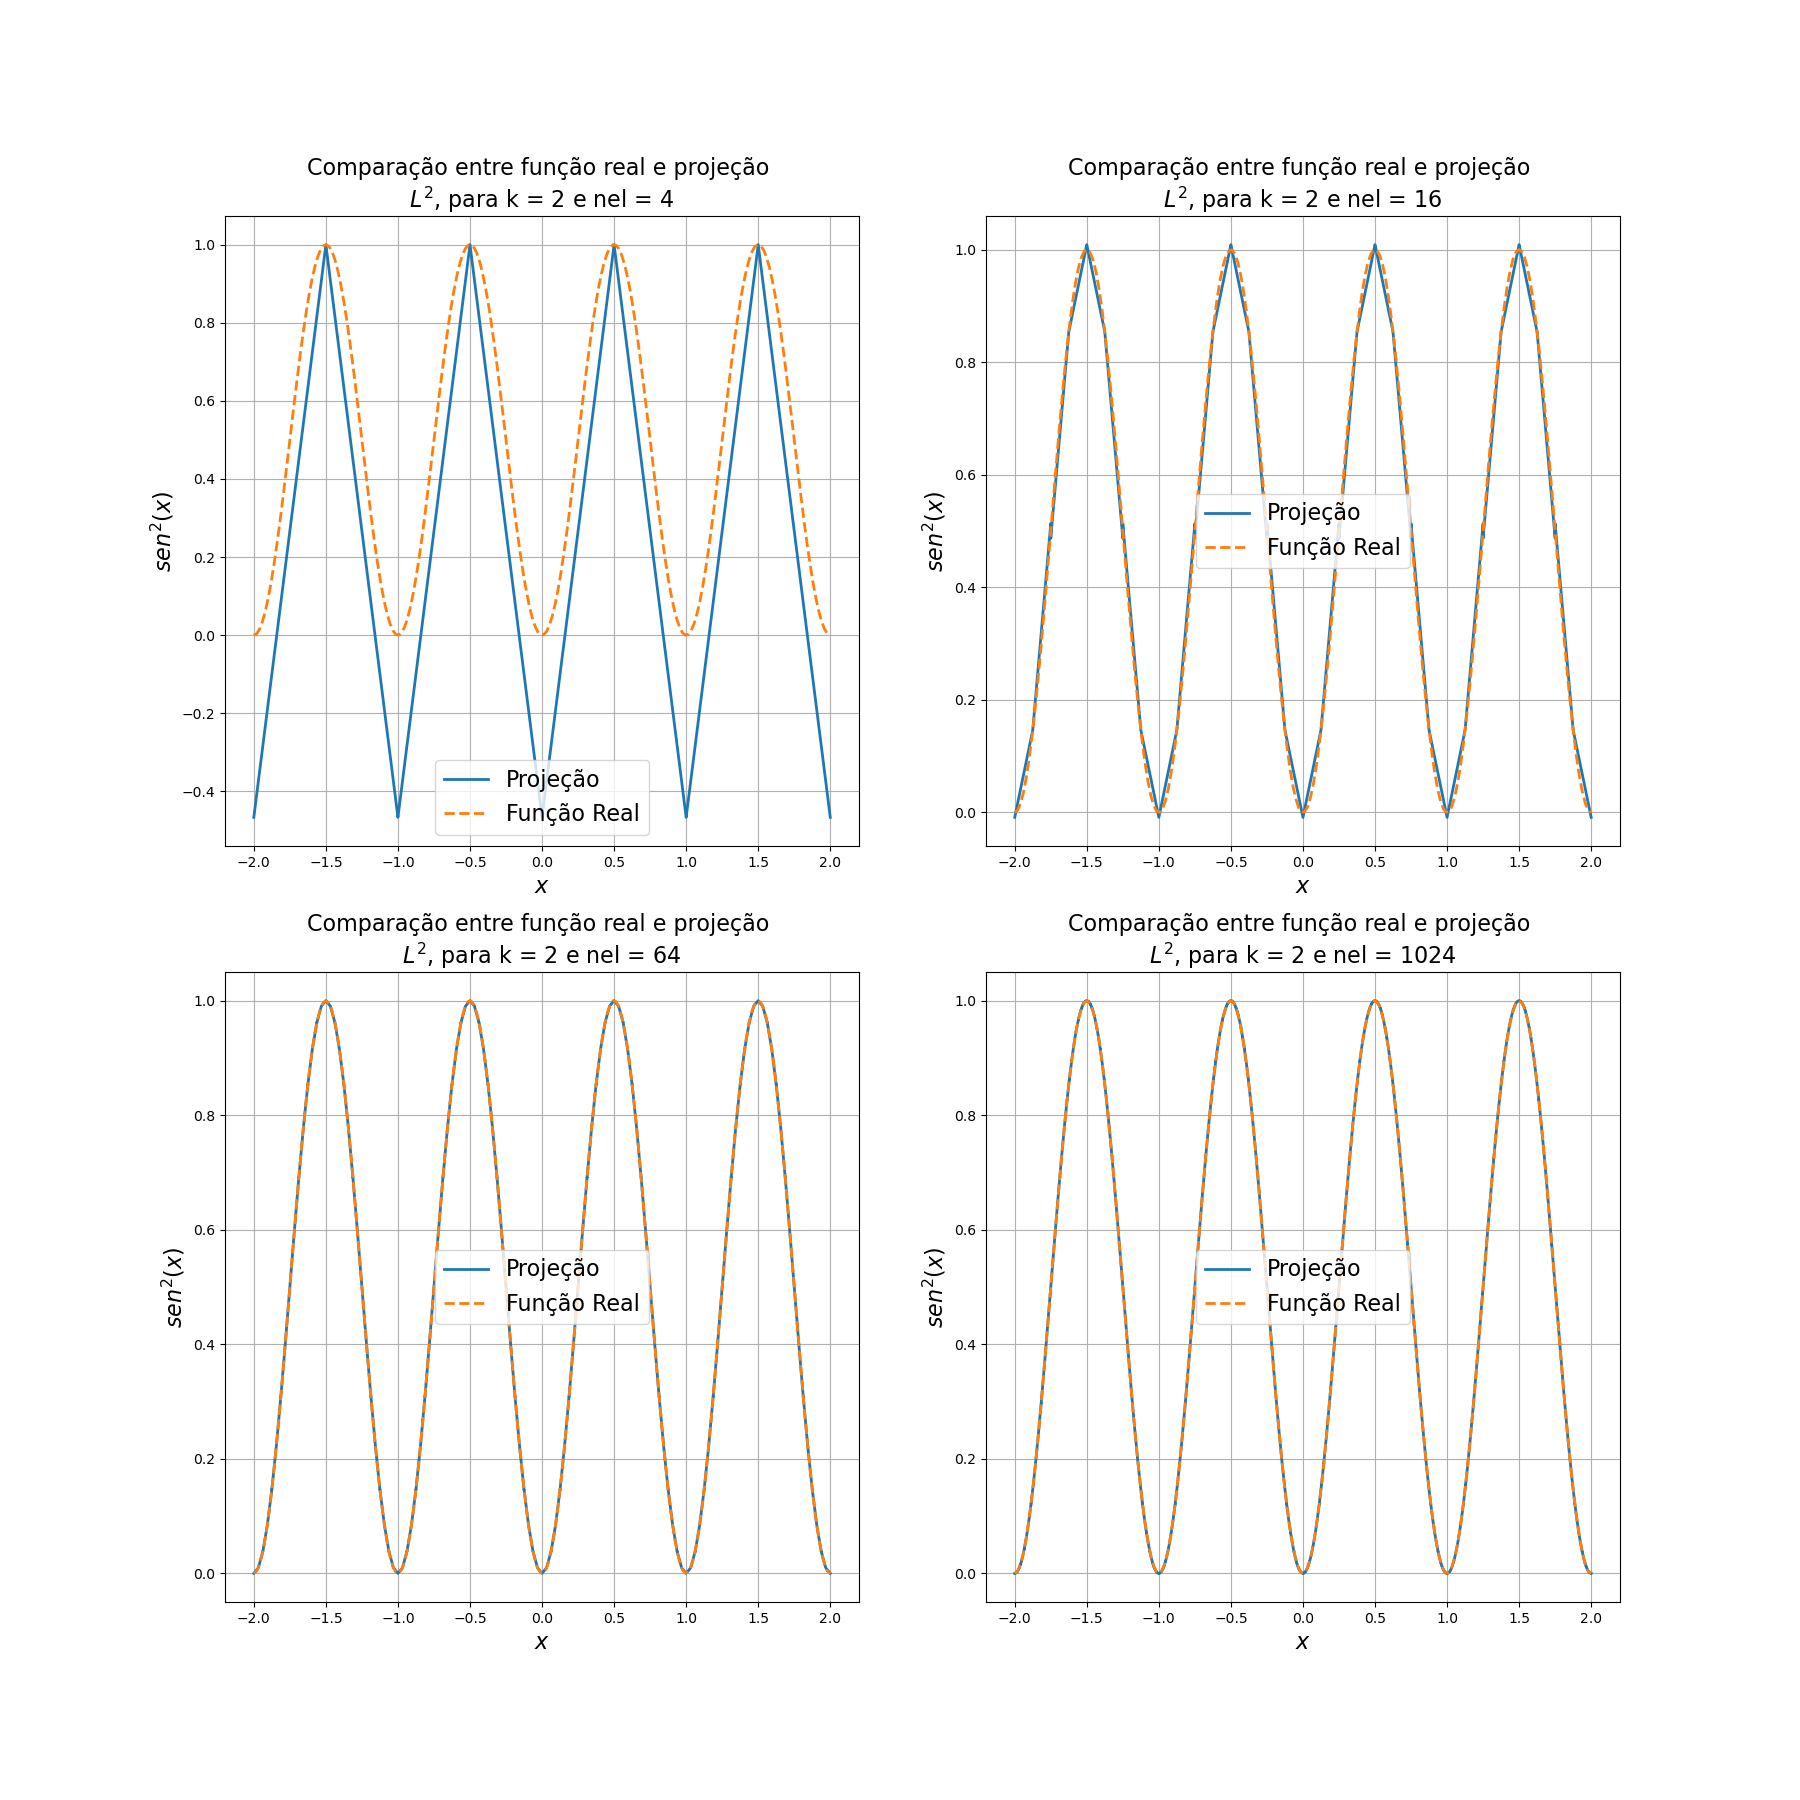 Comparação entre função real e projeção
L², para k = 2 e nel = 4
1.0
0.8
0.6
0.4
0.2
0.0
−0.2
−0.4
sen²(x)
Projeção
Função Real
−2.0 −1.5 −1.0 −0.5 0.0 0.5 1.0 1.5 2.0
x
Comparação entre função real e projeção
L², para k = 2 e nel = 16
1.0
0.8
0.6
0.4
0.2
0.0
sen²(x)
Projeção
Função Real
−2.0 −1.5 −1.0 −0.5 0.0 0.5 1.0 1.5 2.0
x
Comparação entre função real e projeção
L², para k = 2 e nel = 64
1.0
0.8
0.6
0.4
0.2
0.0
sen²(x)
Projeção
Função Real
−2.0 −1.5 −1.0 −0.5 0.0 0.5 1.0 1.5 2.0
x
Comparação entre função real e projeção
L², para k = 2 e nel = 1024
1.0
0.8
0.6
0.4
0.2
0.0
sen²(x)
Projeção
Função Real
−2.0 −1.5 −1.0 −0.5 0.0 0.5 1.0 1.5 2.0
x